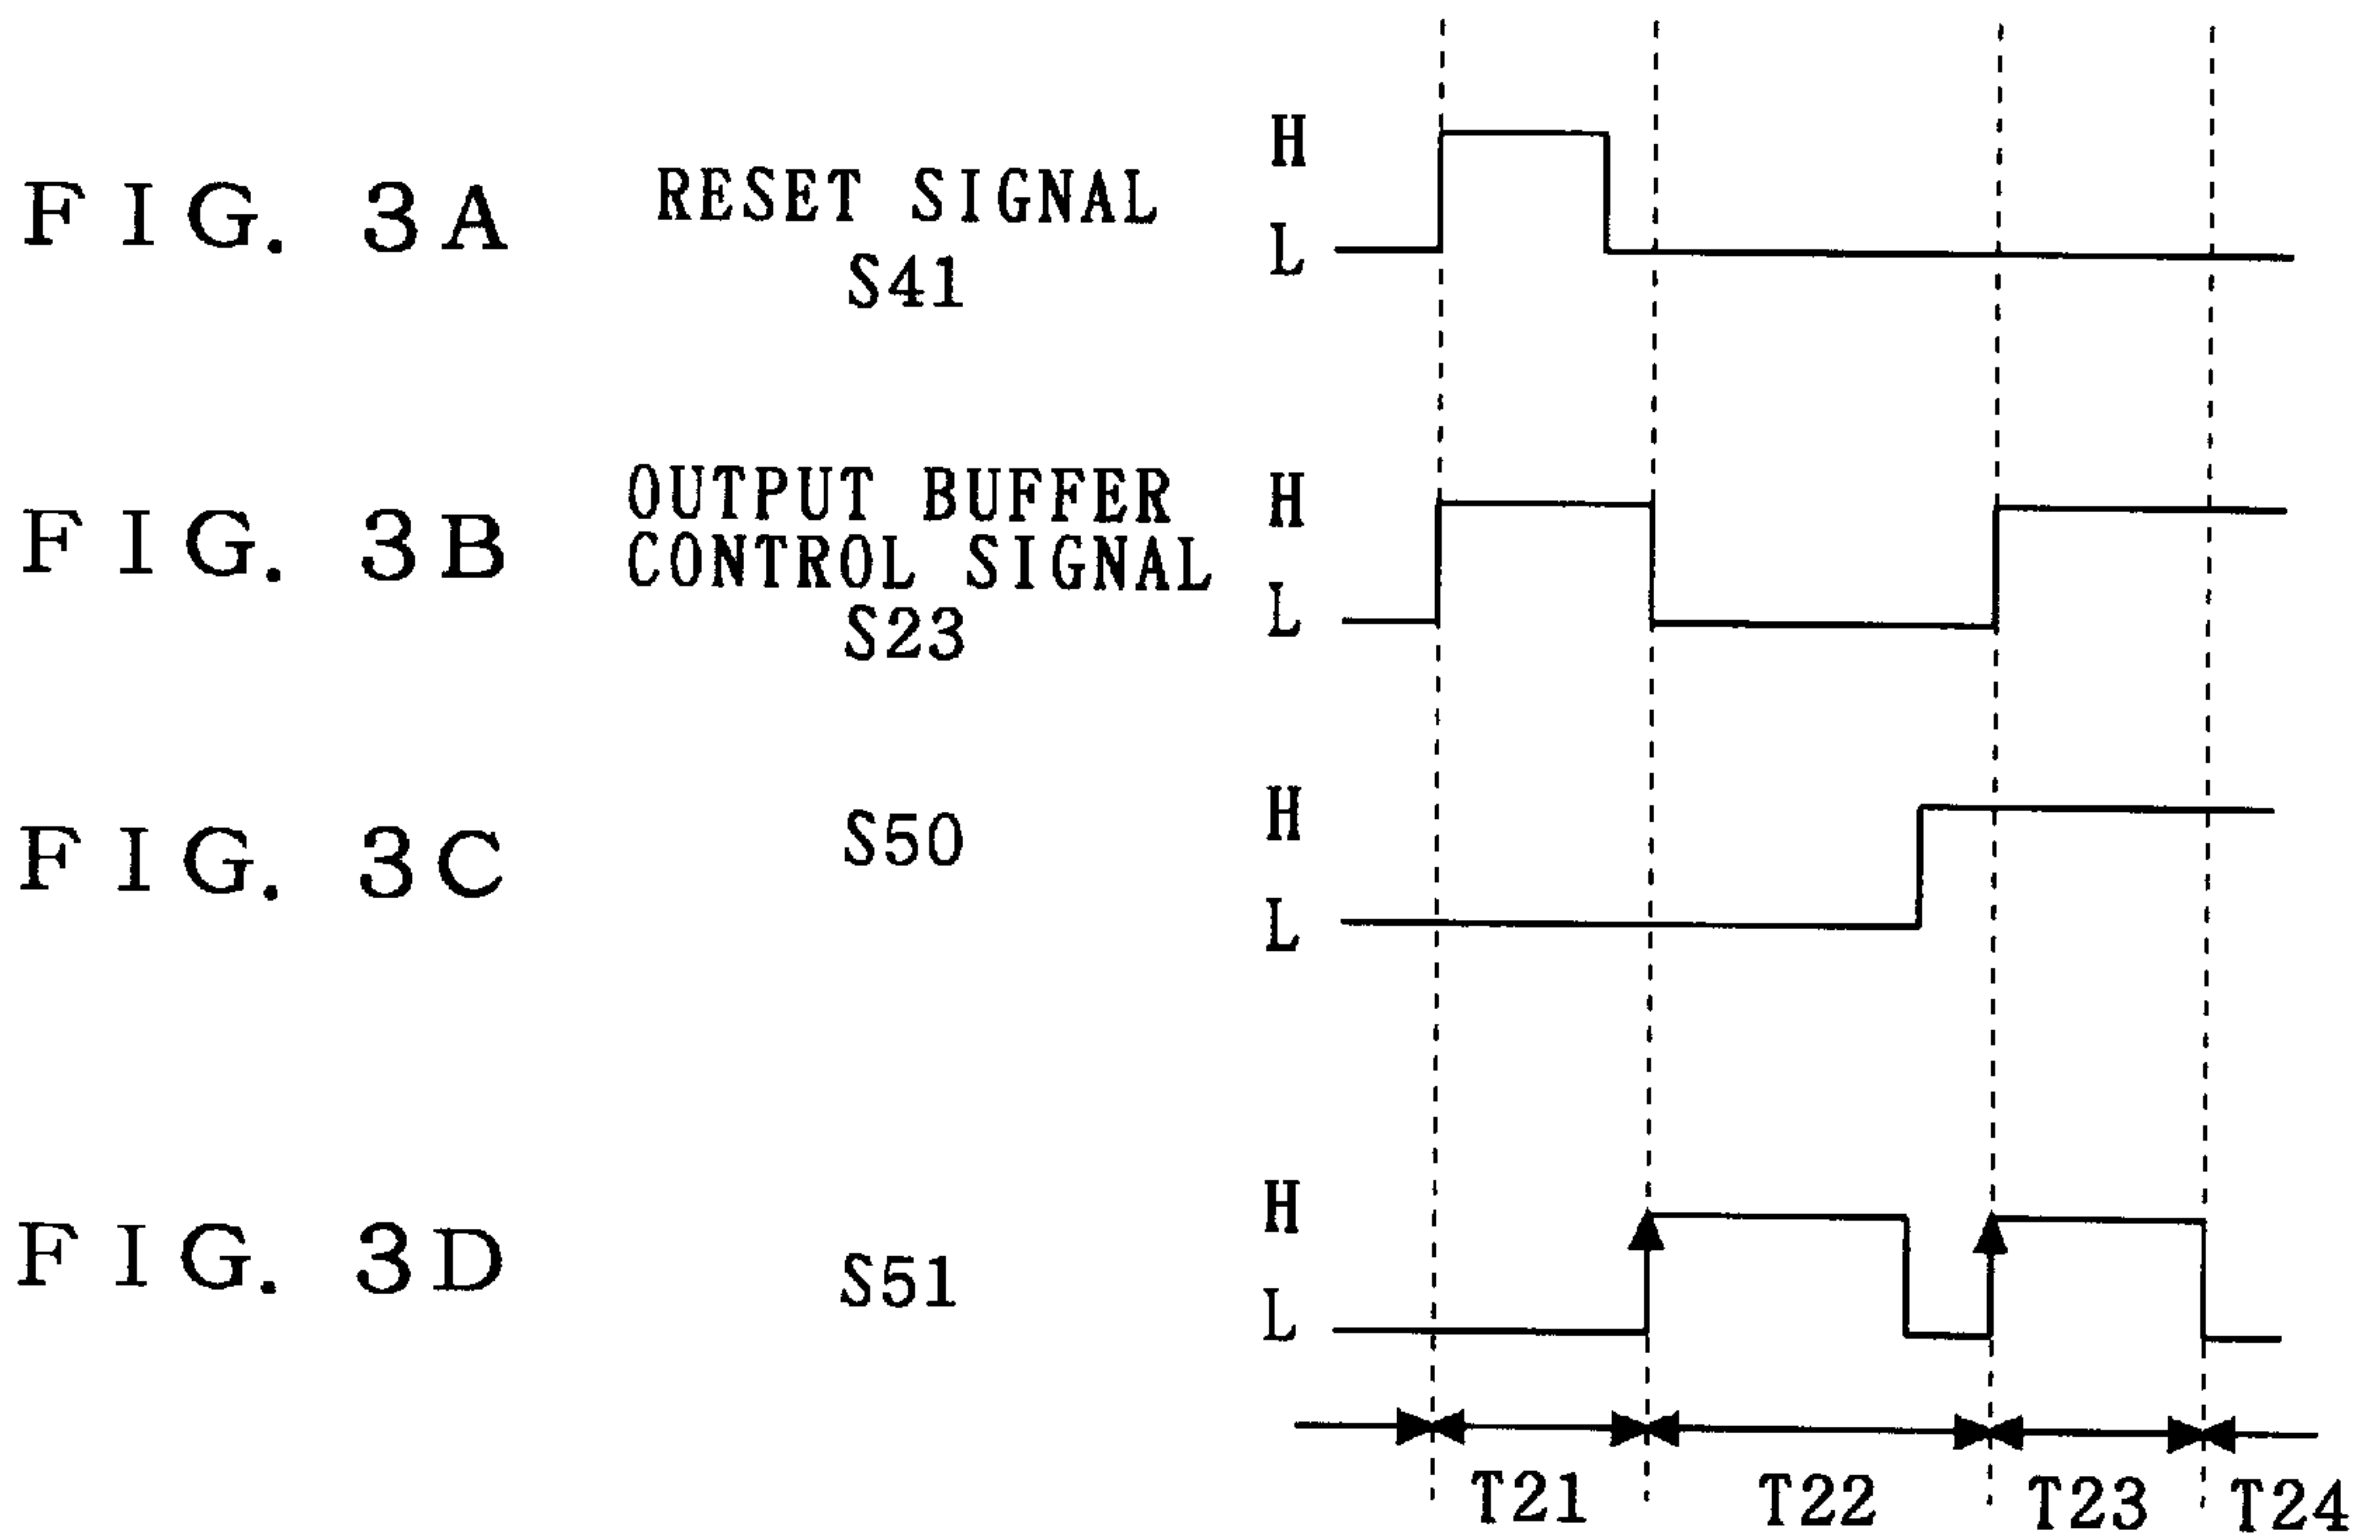 FIG. 3A
RESET SIGNAL
S41
H
L
FIG. 3B
OUTPUT BUFFER
CONTROL SIGNAL
S23
H
L
FIG. 3C
S50
H
L
FIG. 3D
S51
H
L
T21
T22
T23
T24